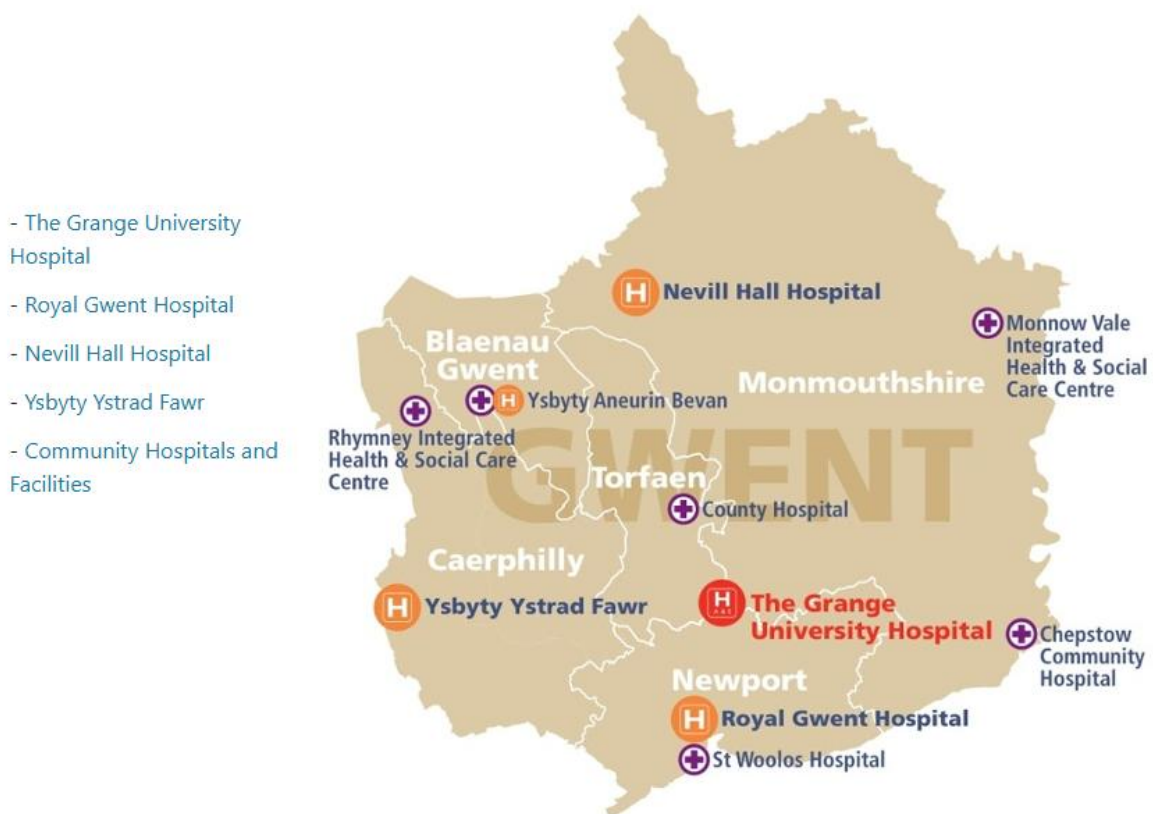 - The Grange University
Hospital
- Royal Gwent Hospital
- Nevill Hall Hospital
- Ysbyty Ystrad Fawr
- Community Hospitals and
Facilities
H Nevill Hall Hospital
Monnow Vale
Integrated
Health & Social
Care Centre
Blaenau
Gwent
Monmouthshire
H Ysbyty Aneurin Bevan
Rhymney Integrated
Health & Social Care
Centre
GWENT
Torfaen
County Hospital
Caerphilly
H Ysbyty Ystrad Fawr
H The Grange
University Hospital
Chepstow
Community
Hospital
Newport
H Royal Gwent Hospital
St Woolos Hospital